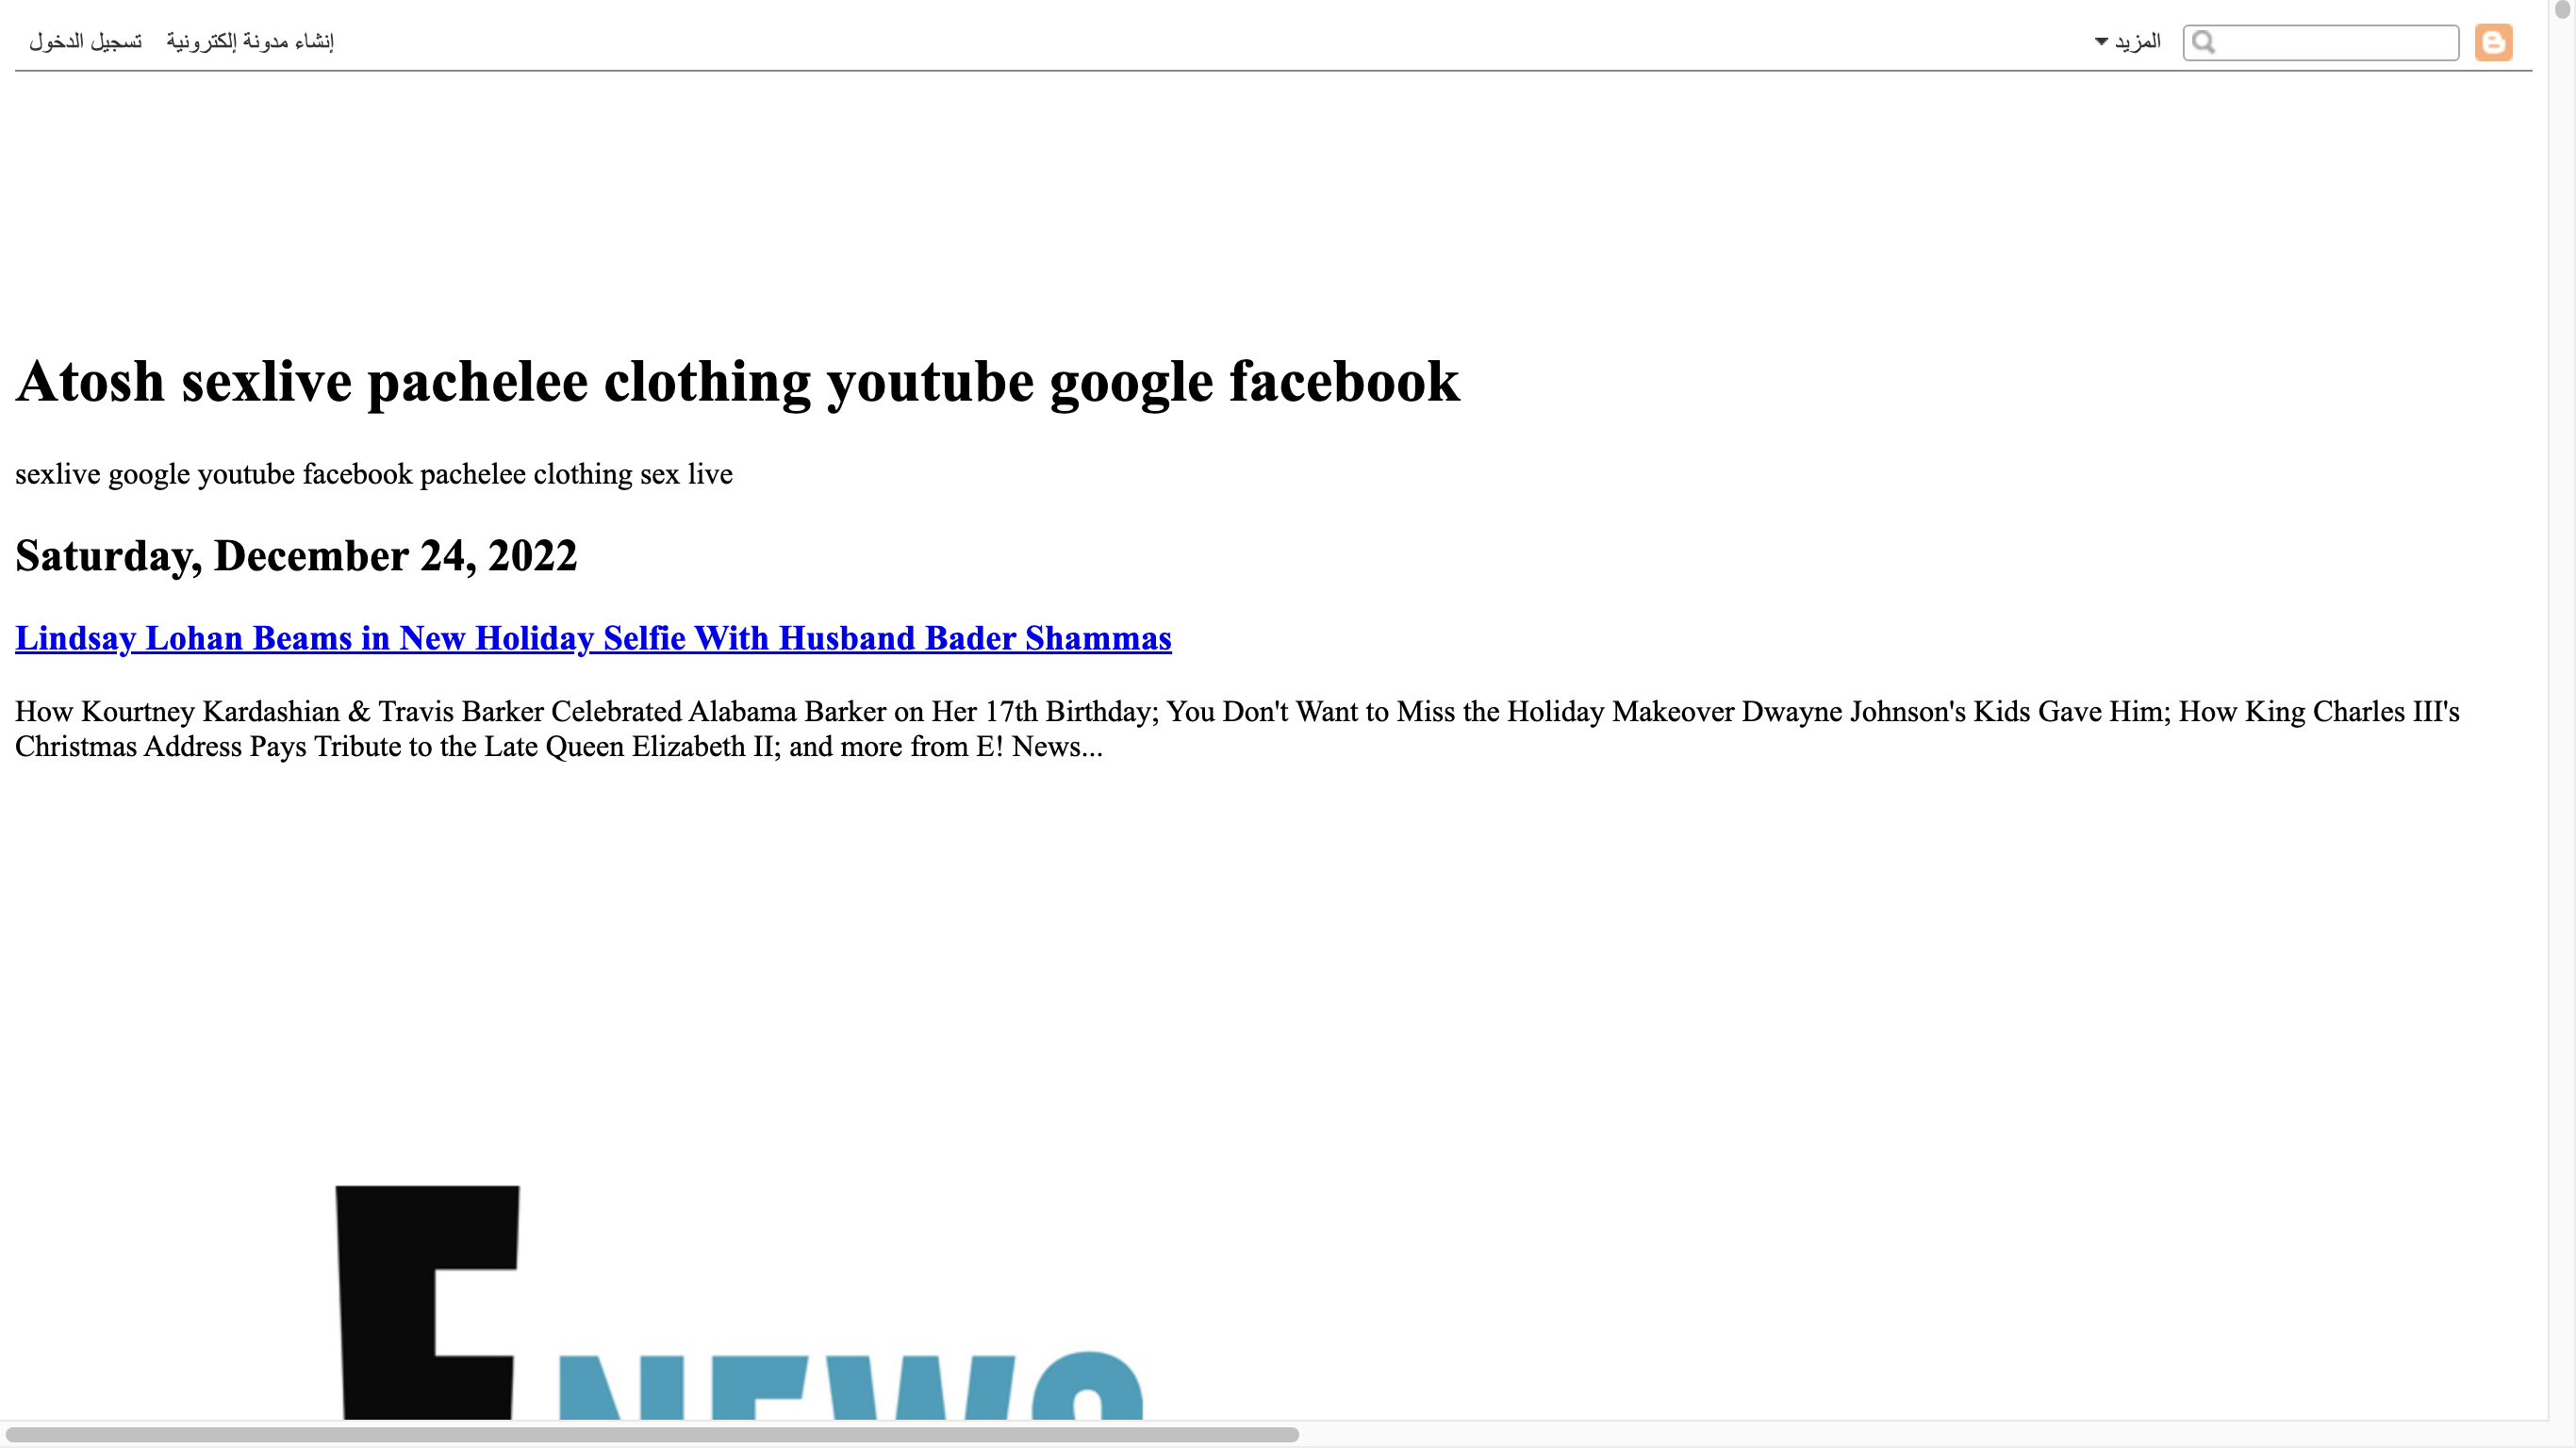 إنشاء مدونة إلكترونية
تسجيل الدخول
المزيد
Atosh sexlive pachelee clothing youtube google facebook
sexlive google youtube facebook pachelee clothing sex live
Saturday, December 24, 2022
Lindsay Lohan Beams in New Holiday Selfie With Husband Bader Shammas
How Kourtney Kardashian & Travis Barker Celebrated Alabama Barker on Her 17th Birthday; You Don't Want to Miss the Holiday Makeover Dwayne Johnson's Kids Gave Him; How King Charles III's
Christmas Address Pays Tribute to the Late Queen Elizabeth II; and more from E! News...
E NEWS